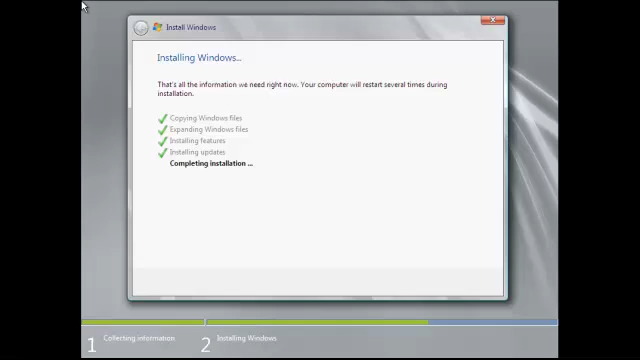 Install Windows
Installing Windows...
That's all the information we need right now. Your computer will restart several times during
installation.
Copying Windows files
Expanding Windows files
Installing features
Installing updates
Completing installation ...
1 Collecting information
2 Installing Windows